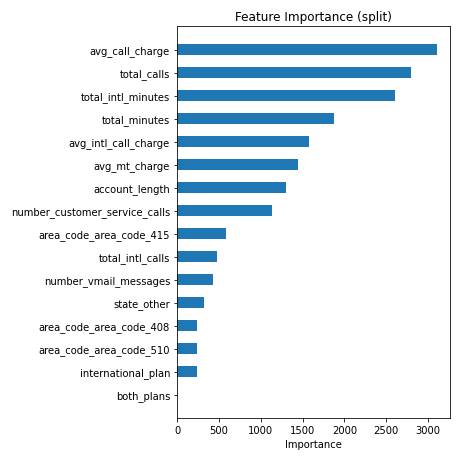 Feature Importance (split)
avg_call_charge
total_calls
total_intl_minutes
total_minutes
avg_intl_call_charge
avg_mt_charge
account_length
number_customer_service_calls
area_code_area_code_415
total_intl_calls
number_vmail_messages
state_other
area_code_area_code_408
area_code_area_code_510
international_plan
both_plans
0 500 1000 1500 2000 2500 3000
Importance